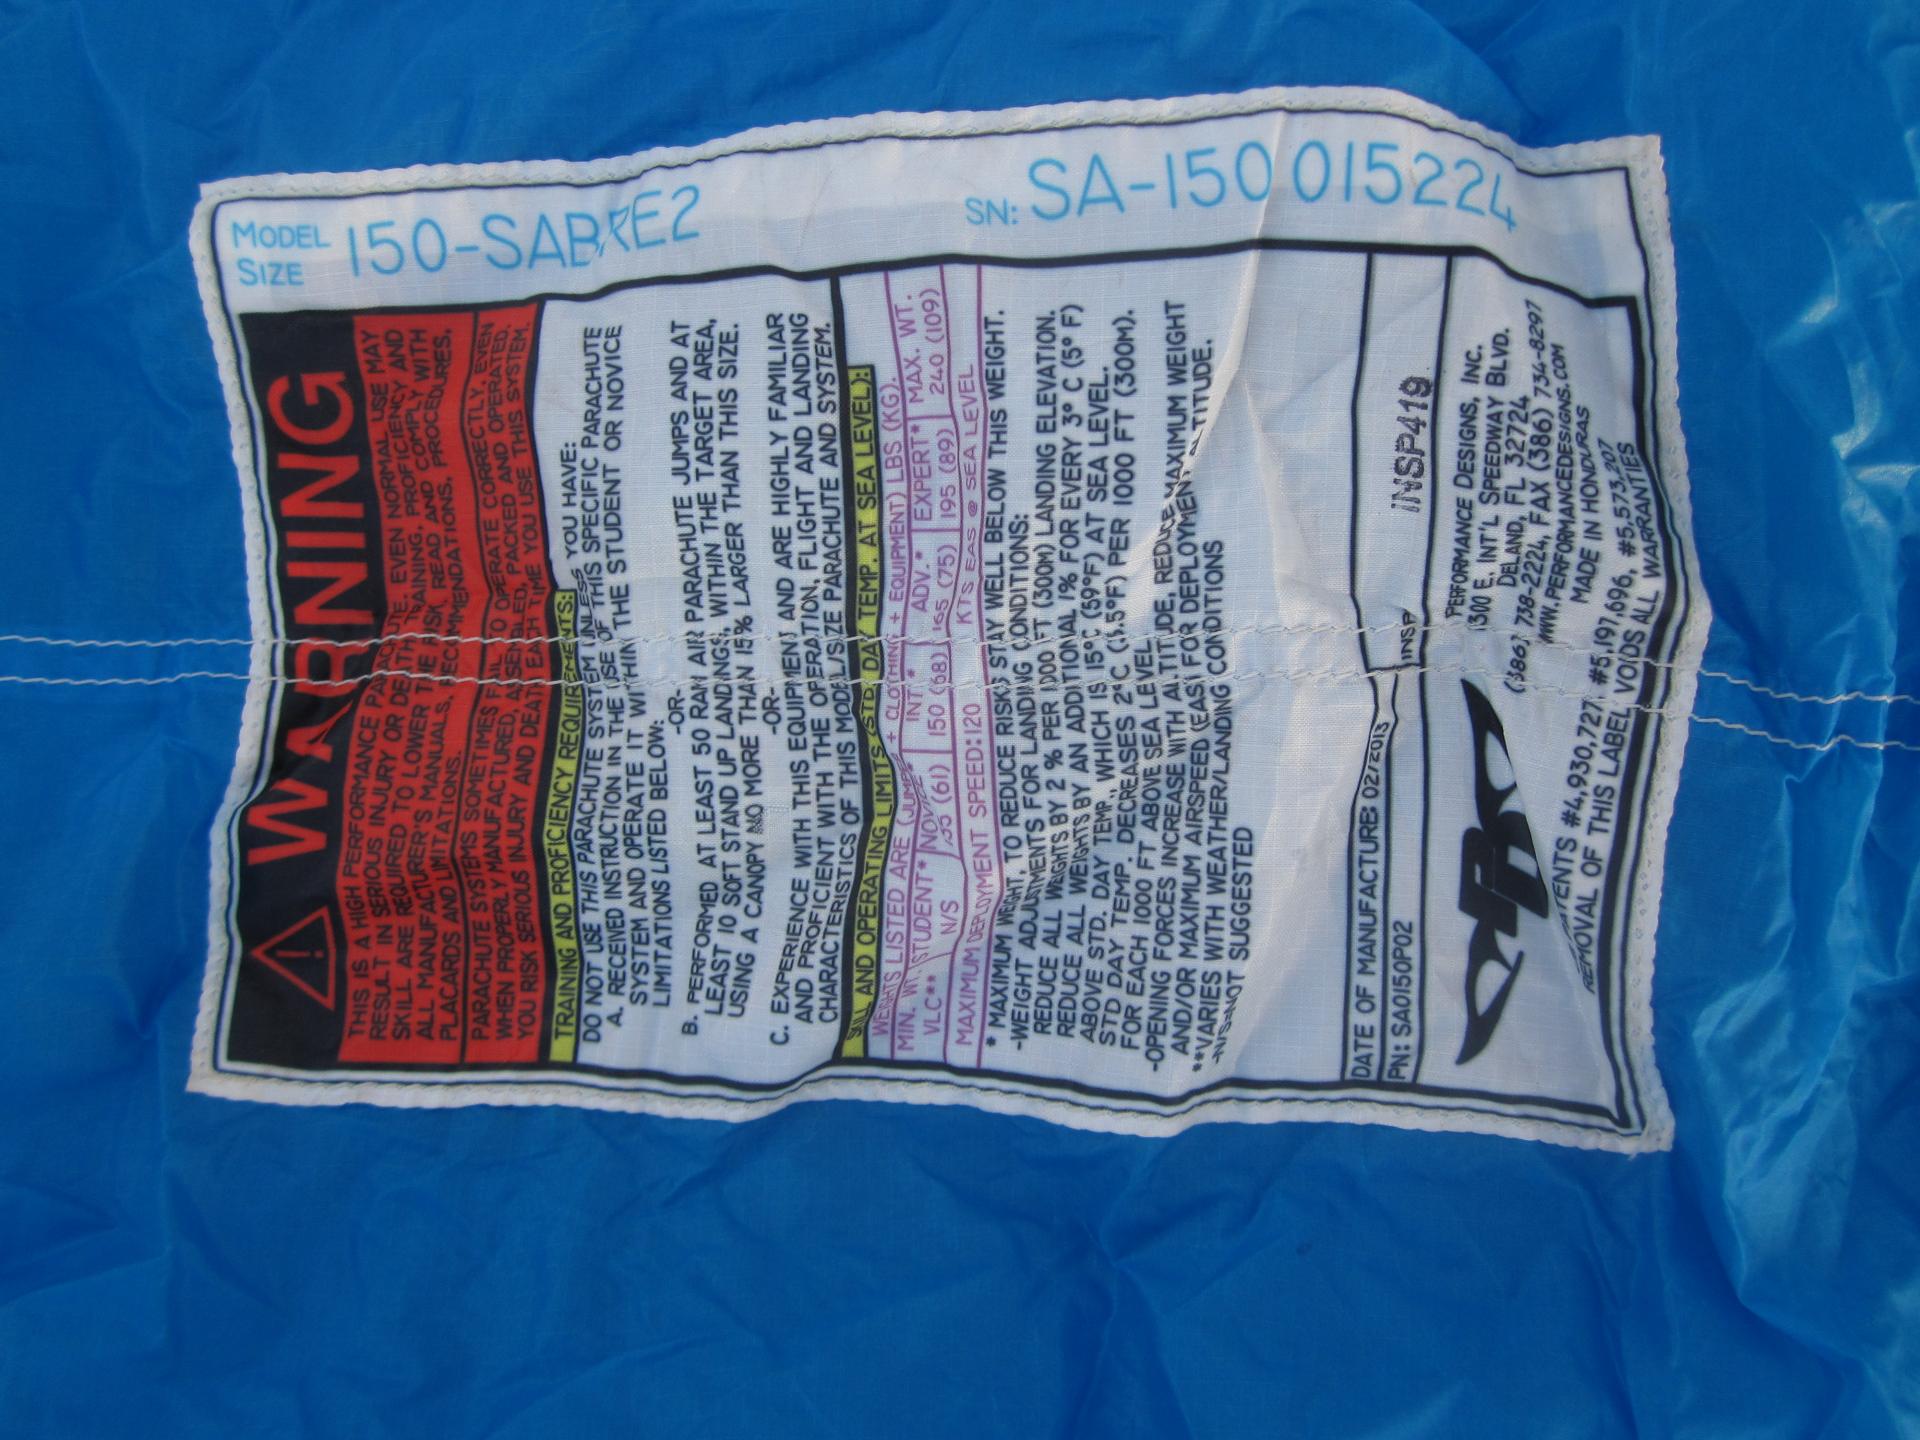 MODEL SIZE 150-SABRE2
SN: SA-150 015224
WARNING
THIS IS A HIGH PERFORMANCE PARACHUTE, EVEN NORMAL USE MAY
RESULT IN SERIOUS INJURY OR DEATH. TRAINING, PROFICIENCY AND
SKILL ARE REQUIRED TO LOWER THE RISK. READ AND COMPLY WITH
ALL MANUFACTURER'S MANUALS, RECOMMENDATIONS, PROCEDURES,
PLACARDS AND LIMITATIONS.
PARACHUTE SYSTEMS SOMETIMES FAIL TO OPERATE CORRECTLY, EVEN
WHEN PROPERLY MANUFACTURED, ASSEMBLED, PACKED AND OPERATED.
YOU RISK SERIOUS INJURY AND DEATH EACH TIME YOU USE THIS SYSTEM.
TRAINING AND PROFICIENCY REQUIREMENTS:
DO NOT USE THIS PARACHUTE SYSTEM UNLESS YOU HAVE:
A. RECEIVED INSTRUCTION IN THE USE OF THIS SPECIFIC PARACHUTE
SYSTEM AND OPERATE IT WITHIN THE STUDENT OR NOVICE
LIMITATIONS LISTED BELOW:
-OR-
B. PERFORMED AT LEAST 50 RAM AIR PARACHUTE JUMPS AND AT
LEAST 10 SOFT STAND UP LANDINGS, WITHIN THE TARGET AREA,
USING A CANOPY NO MORE THAN 15% LARGER THAN THIS SIZE.
-OR-
C. EXPERIENCE WITH THIS EQUIPMENT AND ARE HIGHLY FAMILIAR
AND PROFICIENT WITH THE OPERATION, FLIGHT AND LANDING
CHARACTERISTICS OF THIS MODEL/SIZE PARACHUTE AND SYSTEM.
SKILL AND OPERATING LIMITS (STD DAY TEMP. AT SEA LEVEL):
WEIGHTS LISTED ARE (JUMPER + CLOTHING + EQUIPMENT) LBS (KG).
MIN. WT. STUDENT* NOVICE* INT* ADV.* EXPERT* MAX. WT.
VLC** N/S 135 (61) 150 (68) 165 (75) 195 (89) 240 (109)
MAXIMUM DEPLOYMENT SPEED:120 KTS EAS @ SEA LEVEL
* MAXIMUM WEIGHT, TO REDUCE RISKS STAY WELL BELOW THIS WEIGHT.
-WEIGHT ADJUSTMENTS FOR LANDING CONDITIONS:
REDUCE ALL WEIGHTS BY 2 % PER 1000 FT (300M) LANDING ELEVATION.
REDUCE ALL WEIGHTS BY AN ADDITIONAL 1% FOR EVERY 3° C (5° F)
ABOVE STD. DAY TEMP., WHICH IS 15°C (59°F) AT SEA LEVEL.
STD DAY TEMP. DECREASES 2°C (3.5°F) PER 1000 FT (300M).
FOR EACH 1000 FT ABOVE SEA LEVEL.
-OPENING FORCES INCREASE WITH ALTITUDE, REDUCE MAXIMUM WEIGHT
AND/OR MAXIMUM AIRSPEED (EAS) FOR DEPLOYMENT ALTITUDE.
**VARIES WITH WEATHER/LANDING CONDITIONS
-N/S=NOT SUGGESTED
DATE OF MANUFACTURE: 02/2013
PN: SA0150P02
INSP
INSP419
PERFORMANCE DESIGNS, INC.
1300 E. INT'L SPEEDWAY BLVD.
DELAND, FL 32724
(386) 738-2224, FAX (386) 734-8297
WWW.PERFORMANCEDESIGNS.COM
MADE IN HONDURAS
PATENTS #4,930,727, #5,197,696, #5,573,207
REMOVAL OF THIS LABEL VOIDS ALL WARRANTIES